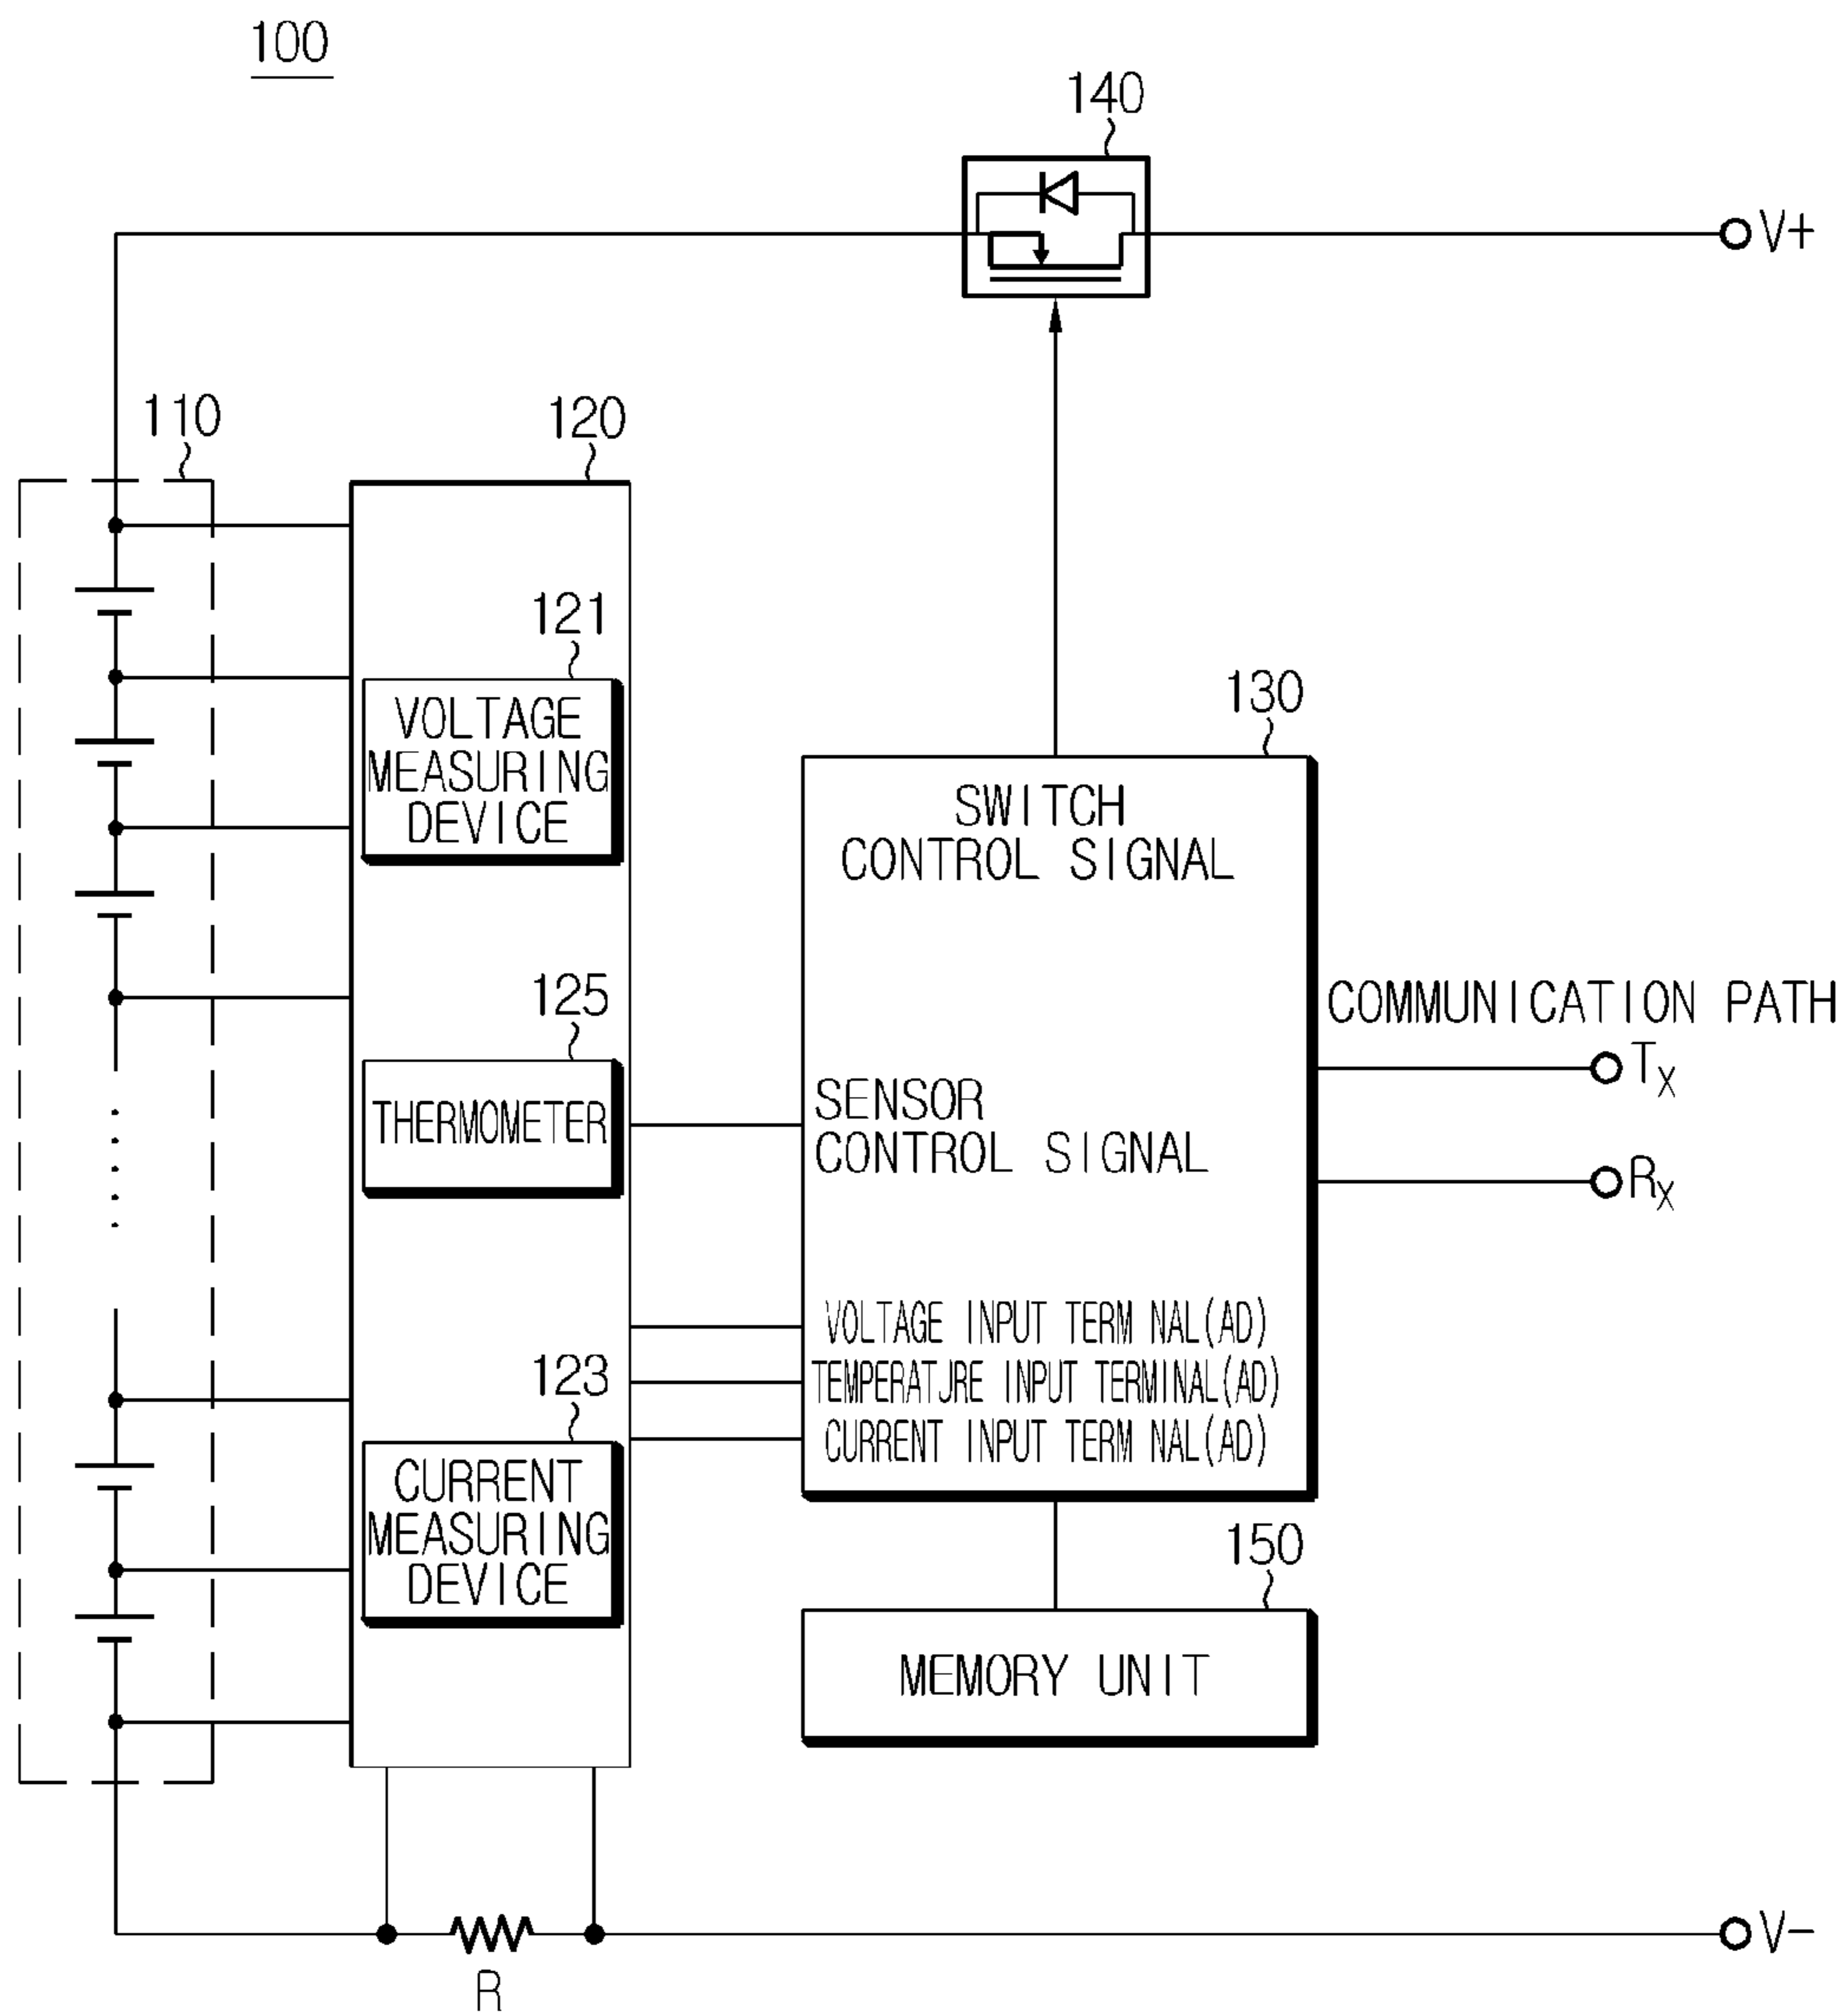 100
140
V+
110
120
121
VOLTAGE
MEASURING
DEVICE
130
SWITCH
CONTROL SIGNAL
125
THERMOMETER
COMMUNICATION PATH
Tx
SENSOR
CONTROL SIGNAL
Rx
VOLTAGE INPUT TERM NAL(AD)
TEMPERATJRE INPUT TERMINAL(AD)
CURRENT INPUT TERM NAL(AD)
123
CURRENT
MEASURING
DEVICE
150
MEMORY UNIT
V-
R